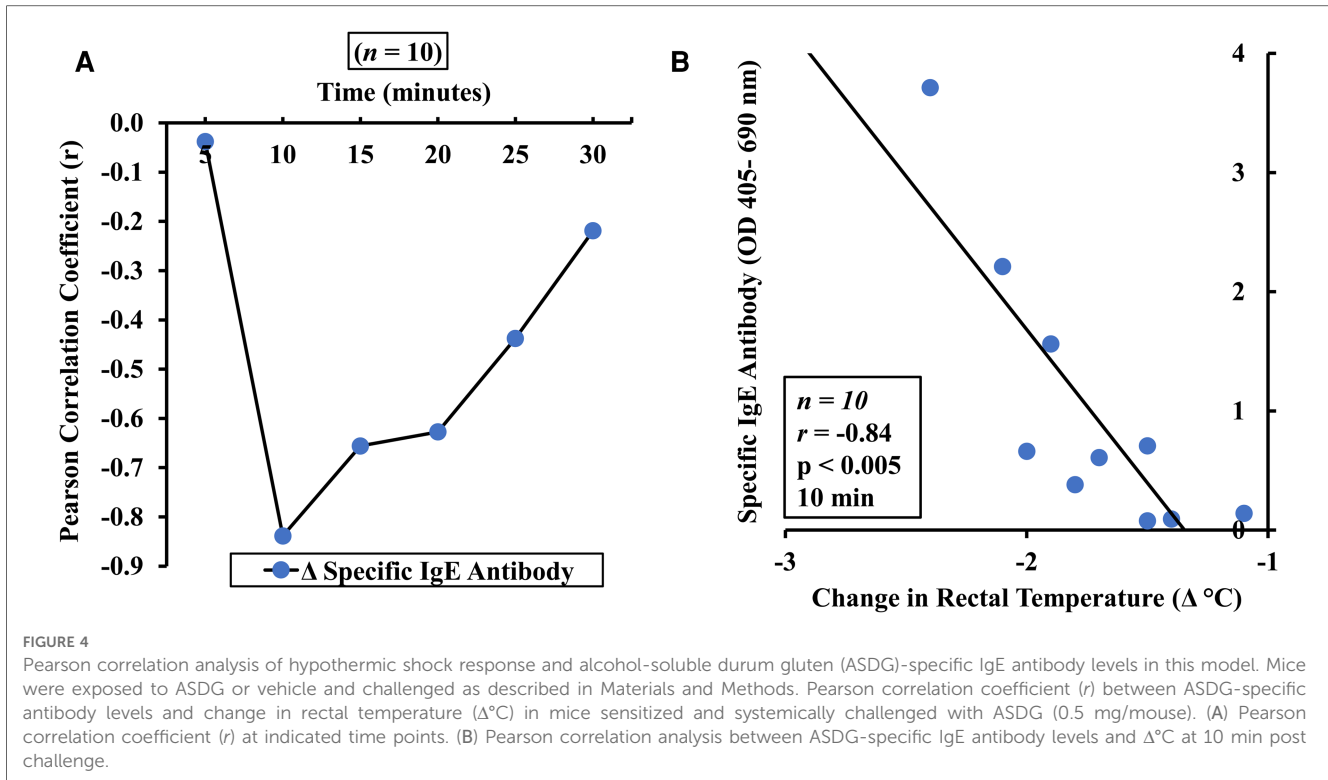 A
(n = 10)
Time (minutes)
Pearson Correlation Coefficient (r)
0.0
-0.1
-0.2
-0.3
-0.4
-0.5
-0.6
-0.7
-0.8
-0.9
5 10 15 20 25 30
Δ Specific IgE Antibody
B
Specific IgE Antibody (OD 405- 690 nm)
4
3
2
1
0
n = 10
r = -0.84
p < 0.005
10 min
-3 -2 -1
Change in Rectal Temperature (Δ °C)
FIGURE 4
Pearson correlation analysis of hypothermic shock response and alcohol-soluble durum gluten (ASDG)-specific IgE antibody levels in this model. Mice
were exposed to ASDG or vehicle and challenged as described in Materials and Methods. Pearson correlation coefficient (r) between ASDG-specific
antibody levels and change in rectal temperature (Δ°C) in mice sensitized and systemically challenged with ASDG (0.5 mg/mouse). (A) Pearson
correlation coefficient (r) at indicated time points. (B) Pearson correlation analysis between ASDG-specific IgE antibody levels and Δ°C at 10 min post
challenge.